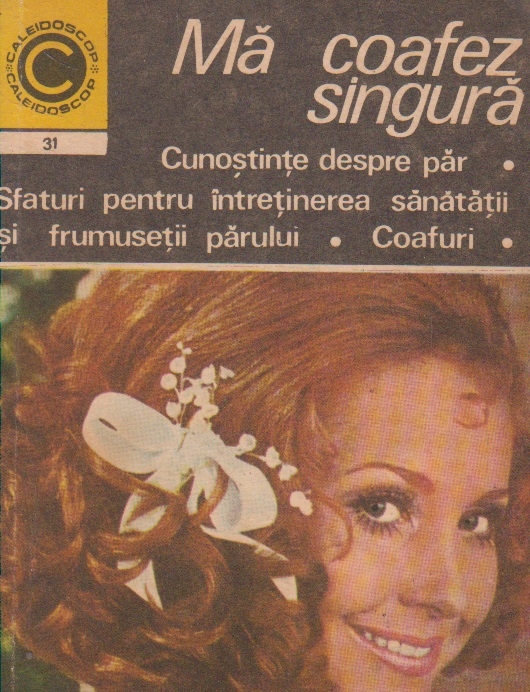 CALEIDOSCOP * CALEIDOSCOP *
C
31
Mă coafez
singură
Cunoștințe despre păr •
Sfaturi pentru întreținerea sănătății
și frumuseții părului • Coafuri •